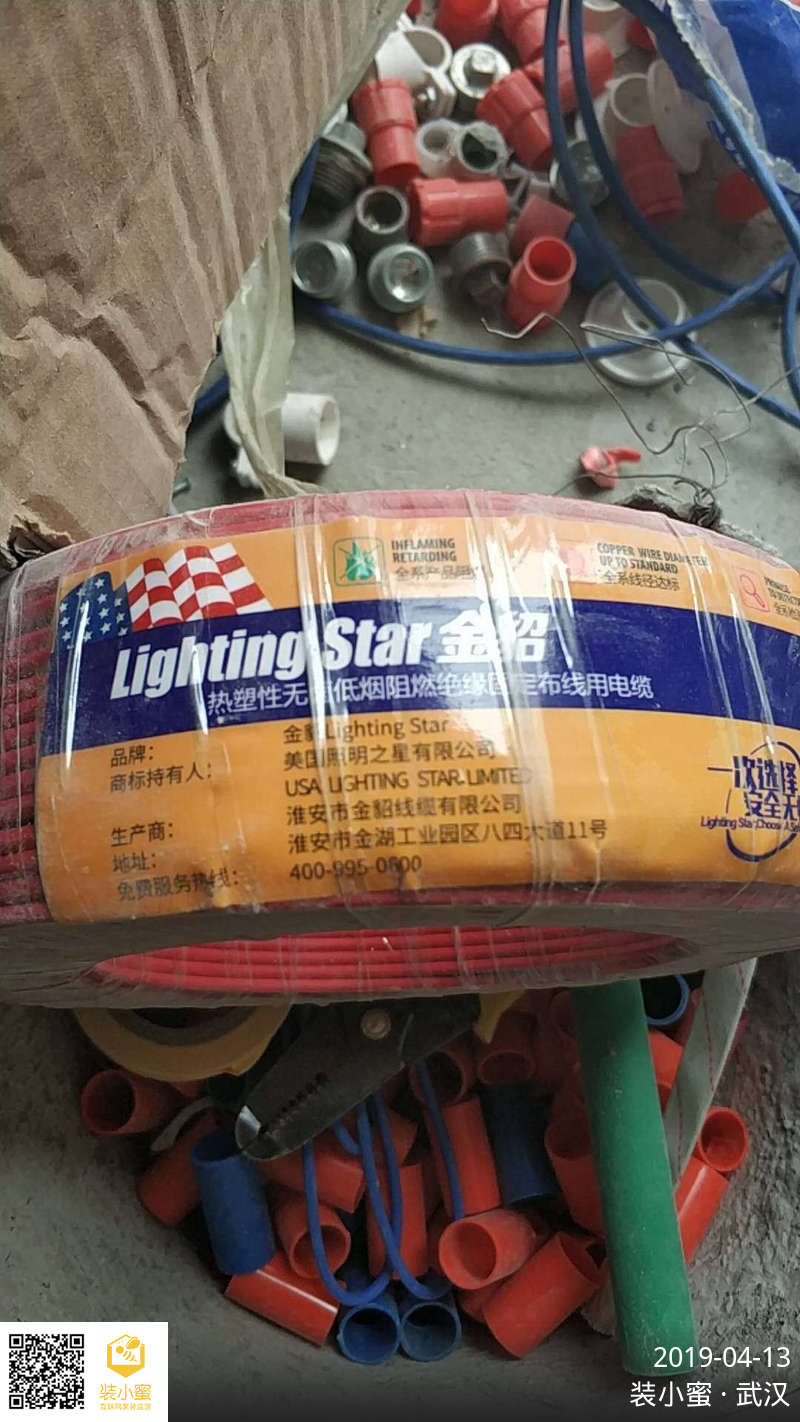 INFLAMING
RETARDING
全系产品阻燃
COPPER WIRE DIAMETER
UP TO STANDARD
全系线径达标
Lighting Star 金貂
热塑性无卤低烟阻燃绝缘固定布线用电缆
品牌: 金貂 Lighting Star
商标持有人: 美国照明之星有限公司
USA LIGHTING STAR LIMITED
生产商: 淮安市金貂线缆有限公司
地址: 淮安市金湖工业园区八四大道11号
免费服务热线: 400-995-0600
一次选择
安全
Lighting Star
2019-04-13
装小蜜·武汉
装小蜜